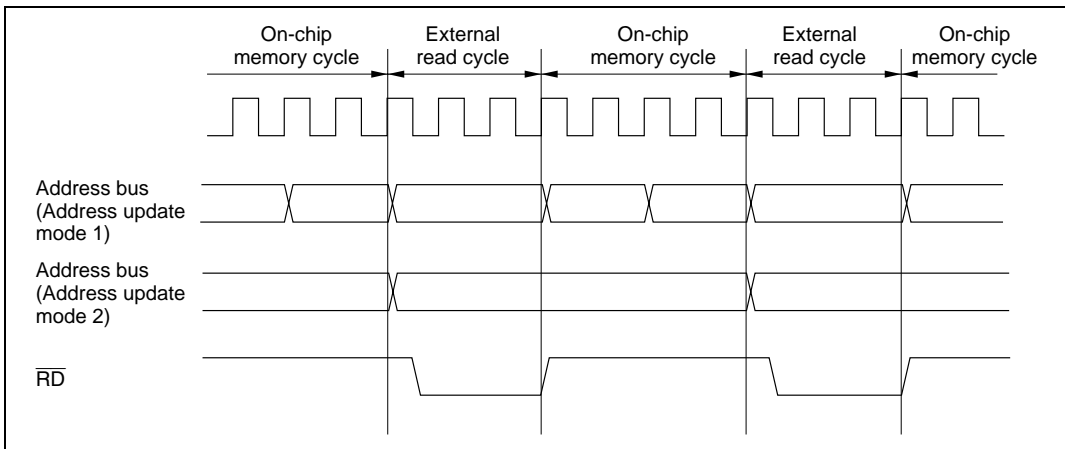 On-chip
memory cycle
External
read cycle
On-chip
memory cycle
External
read cycle
On-chip
memory cycle
Address bus
(Address update
mode 1)
Address bus
(Address update
mode 2)
R̅D̅